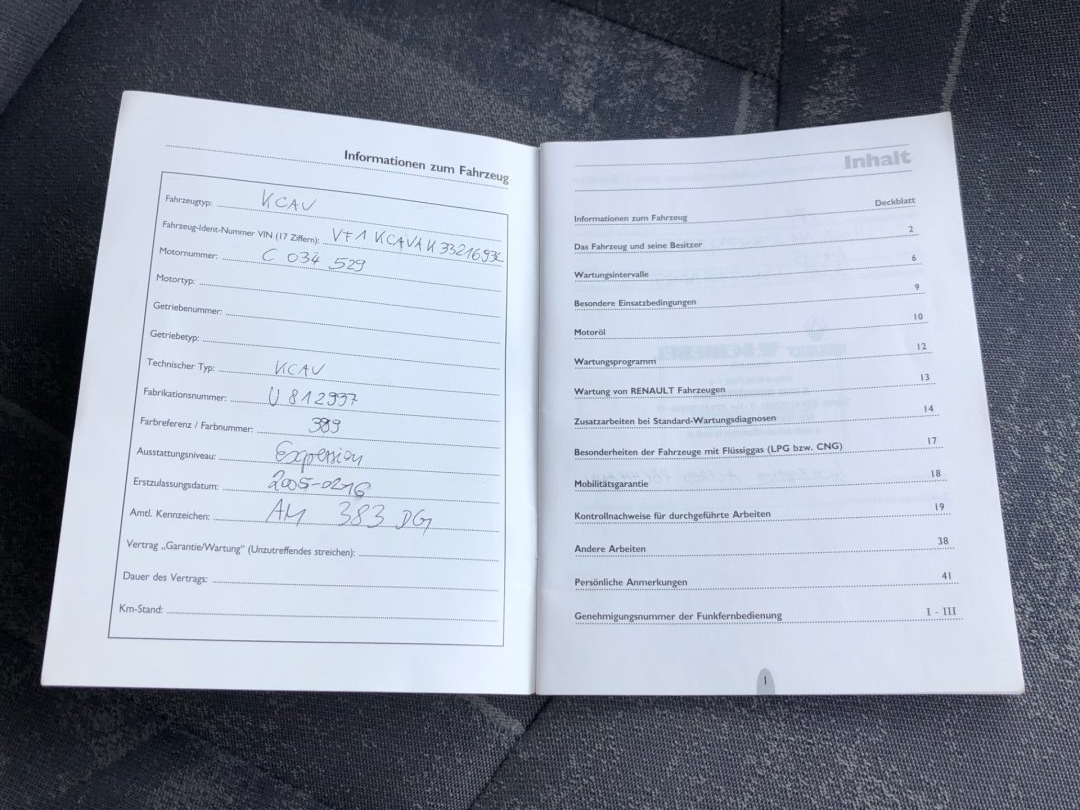 Informationen zum Fahrzeug
Fahrzeugtyp: KCAV
Fahrzeug-Ident-Nummer VIN (17 Ziffern):
Motornummer: C 034 529
Motortyp:
Getriebenummer:
Getriebetyp:
Technischer Typ: KCAV
Fabrikationsnummer: U 812997
Farbreferenz / Farbnummer: 389
Ausstattungsniveau: Expression
Erstzulassungsdatum: 2005-0216
Amtl. Kennzeichen: AM 383 DG
Vertrag „Garantie/Wartung" (Unzutreffendes streichen):
Dauer des Vertrags:
Km-Stand:
Inhalt
Informationen zum Fahrzeug Deckblatt
Das Fahrzeug und seine Besitzer 2
Wartungsintervalle 6
Besondere Einsatzbedingungen 9
Motoröl 10
Wartungsprogramm 12
Wartung von RENAULT Fahrzeugen 13
Zusatzarbeiten bei Standard-Wartungsdiagnosen 14
Besonderheiten der Fahrzeuge mit Flüssiggas (LPG bzw. CNG) 17
Mobilitätsgarantie 18
Kontrollnachweise für durchgeführte Arbeiten 19
Andere Arbeiten 38
Persönliche Anmerkungen 41
Genehmigungsnummer der Funkfernbedienung I - III
1